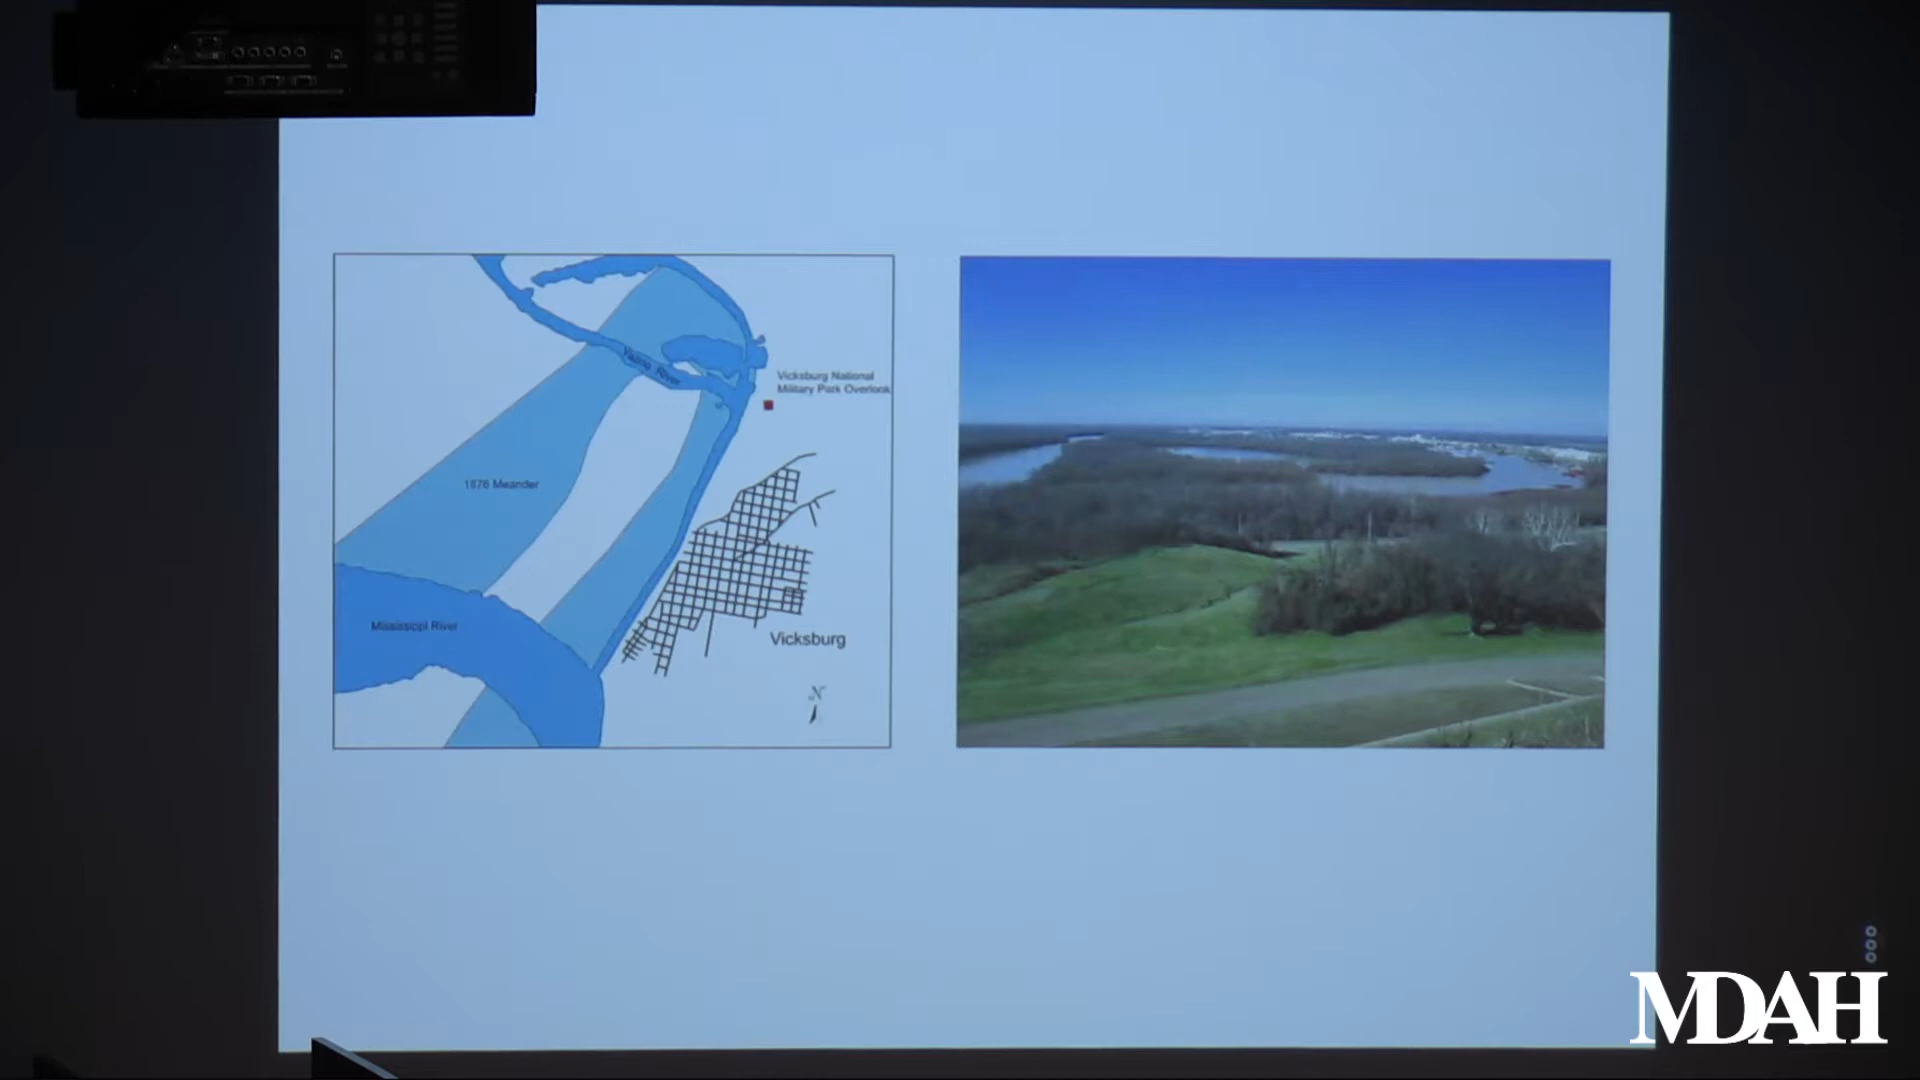 Yazoo River
Vicksburg National
Military Park Overlook
1876 Meander
Mississippi River
Vicksburg
N
MDAH